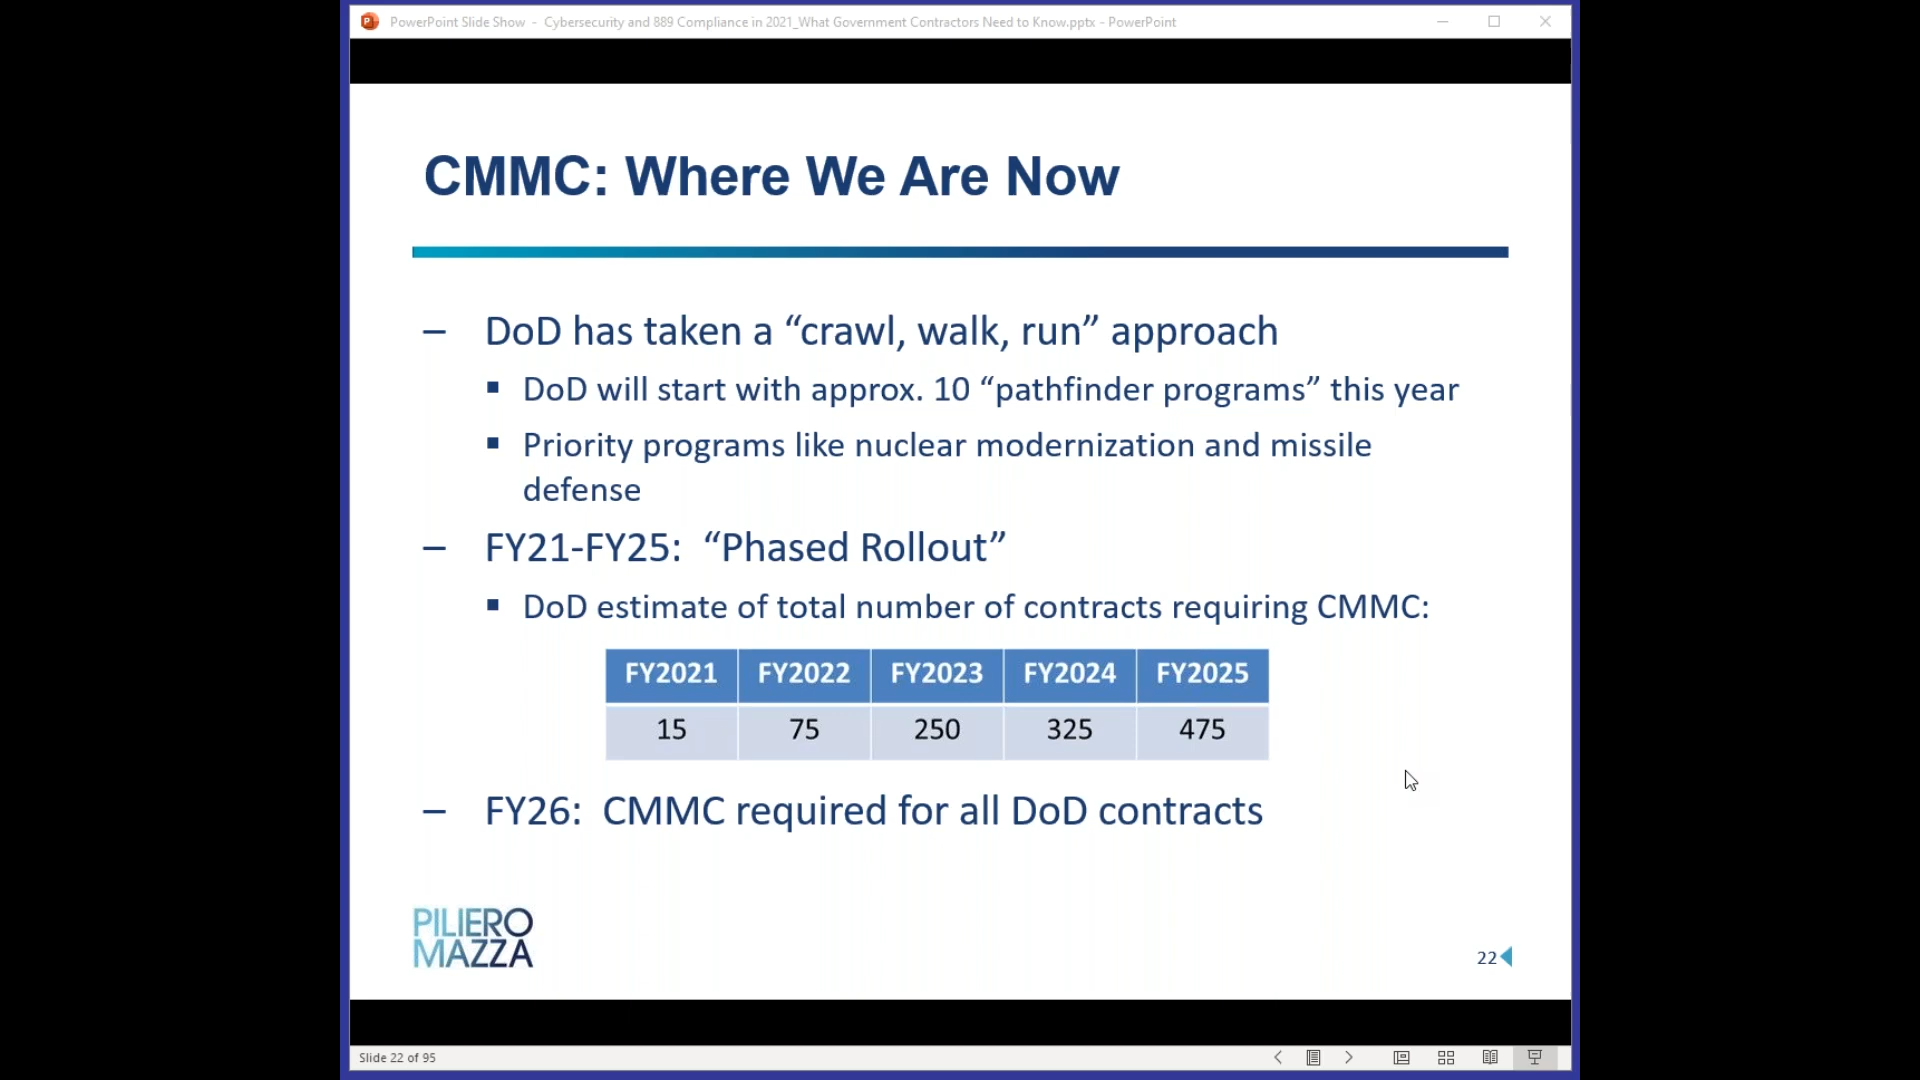 PowerPoint Slide Show - Cybersecurity and 889 Compliance in 2021_What Government Contractors Need to Know.pptx - PowerPoint
CMMC: Where We Are Now
– DoD has taken a “crawl, walk, run” approach
▪ DoD will start with approx. 10 “pathfinder programs” this year
▪ Priority programs like nuclear modernization and missile
defense
– FY21-FY25: “Phased Rollout”
▪ DoD estimate of total number of contracts requiring CMMC:
FY2021 FY2022 FY2023 FY2024 FY2025
15 75 250 325 475
– FY26: CMMC required for all DoD contracts
PILIERO
MAZZA
22
Slide 22 of 95